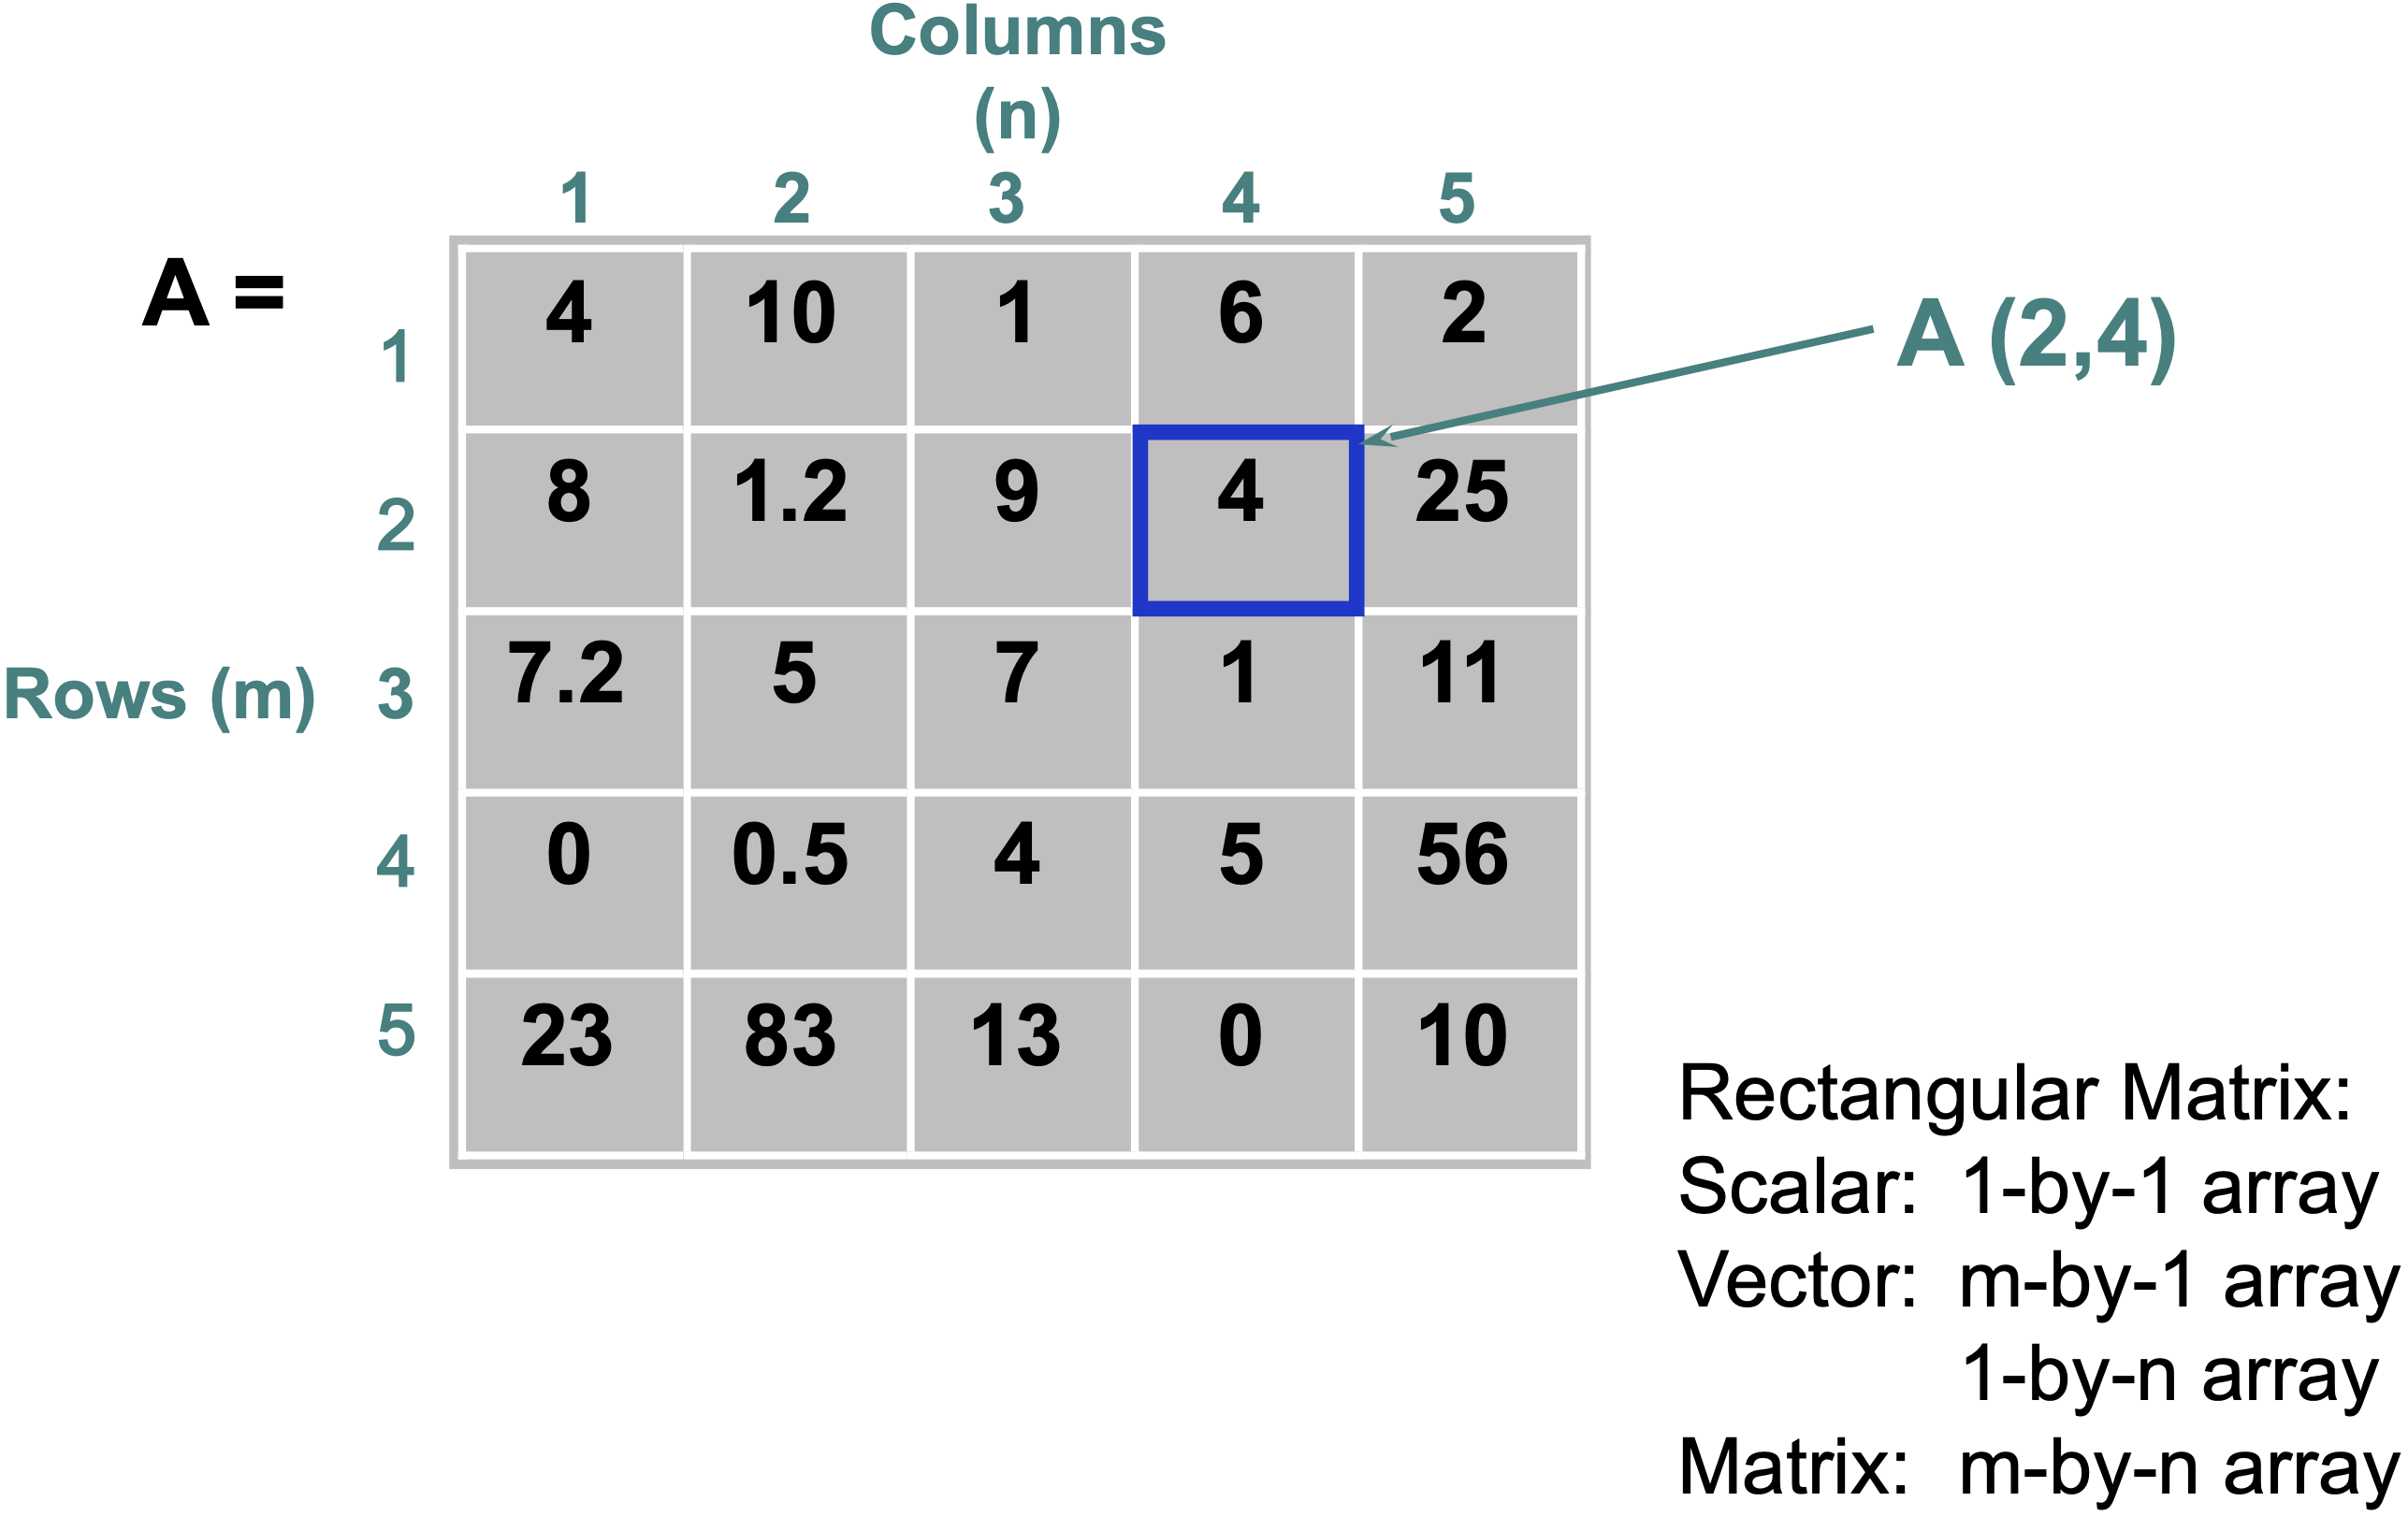 Columns
(n)
1 2 3 4 5
A =
A (2,4)
1 4 10 1 6 2
2 8 1.2 9 4 25
Rows (m) 3 7.2 5 7 1 11
4 0 0.5 4 5 56
5 23 83 13 0 10
Rectangular Matrix:
Scalar: 1-by-1 array
Vector: m-by-1 array
1-by-n array
Matrix: m-by-n array